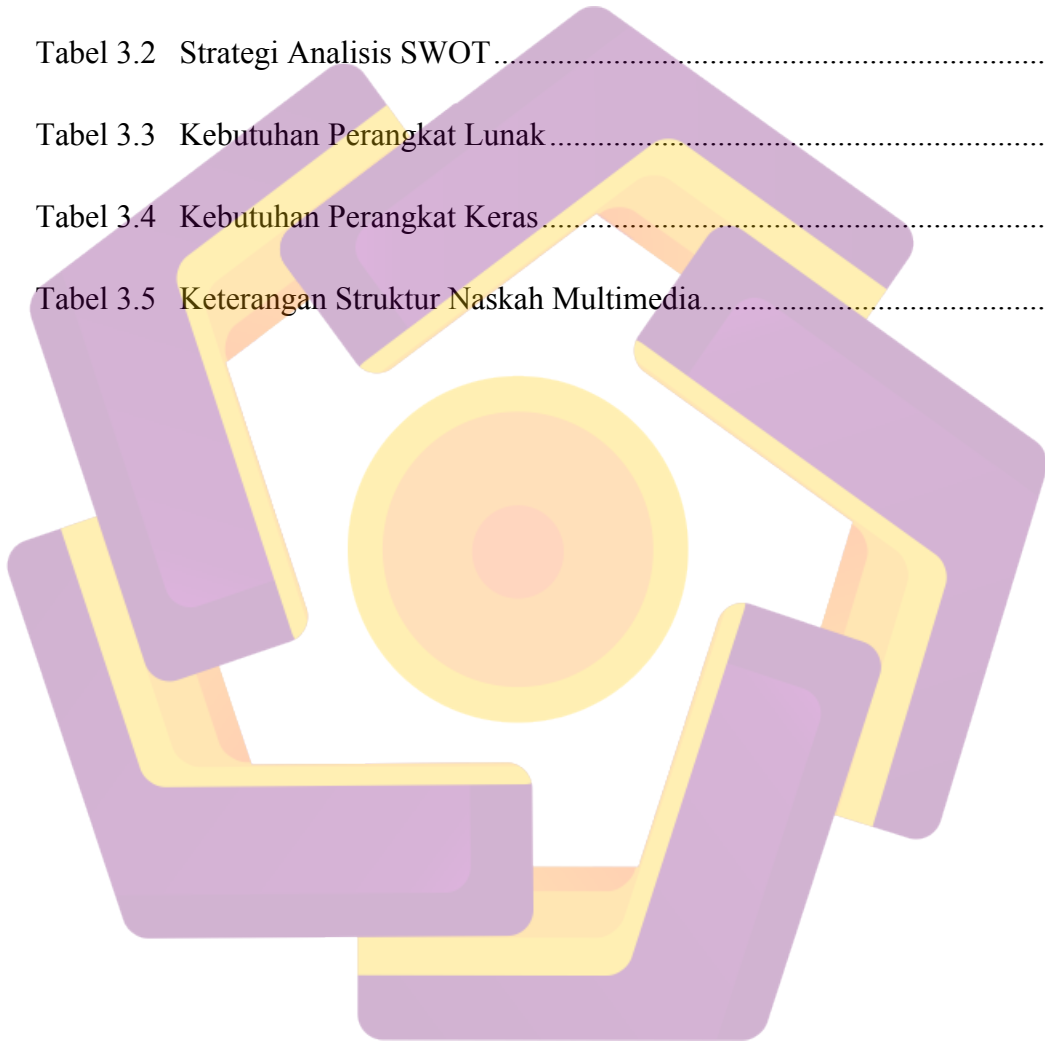 Tabel 3.2 Strategi Analisis SWOT......................................................................
Tabel 3.3 Kebutuhan Perangkat Lunak...............................................................
Tabel 3.4 Kebutuhan Perangkat Keras................................................................
Tabel 3.5 Keterangan Struktur Naskah Multimedia............................................